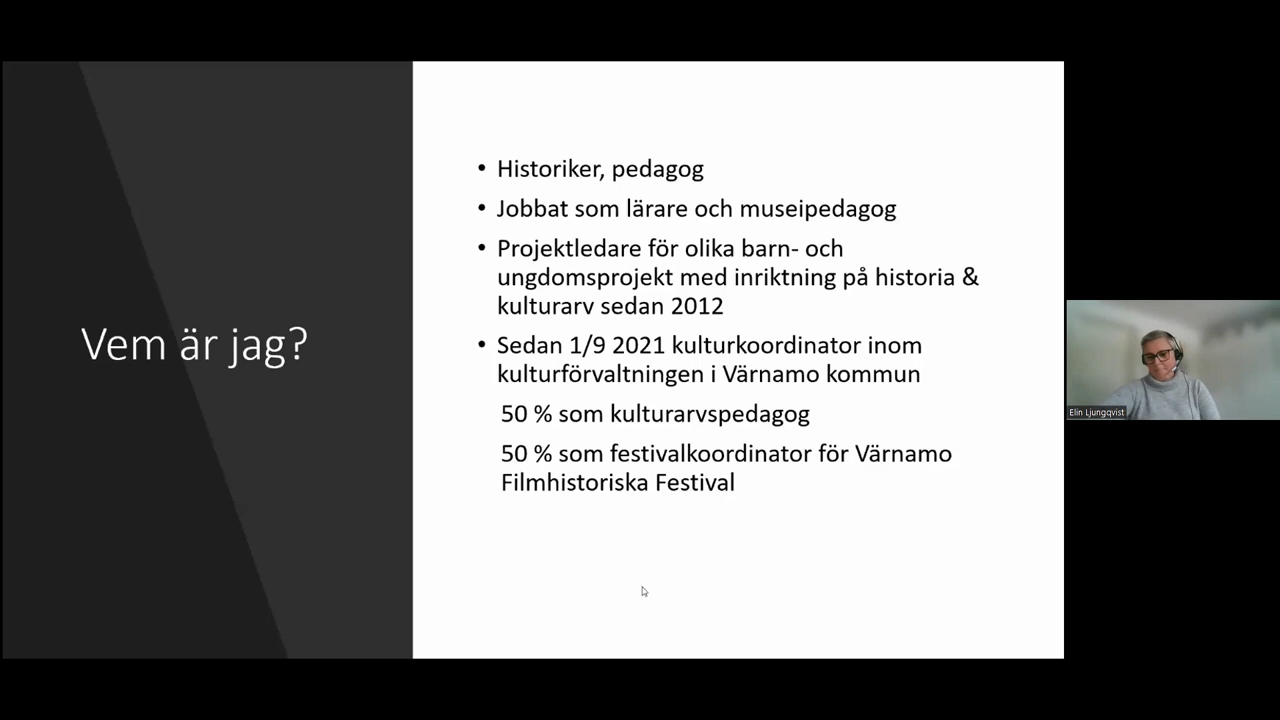 Vem är jag?
• Historiker, pedagog
• Jobbat som lärare och museipedagog
• Projektledare för olika barn- och
ungdomsprojekt med inriktning på historia &
kulturarv sedan 2012
• Sedan 1/9 2021 kulturkoordinator inom
kulturförvaltningen i Värnamo kommun
50 % som kulturarvspedagog
50 % som festivalkoordinator för Värnamo
Filmhistoriska Festival
Elin Ljungqvist